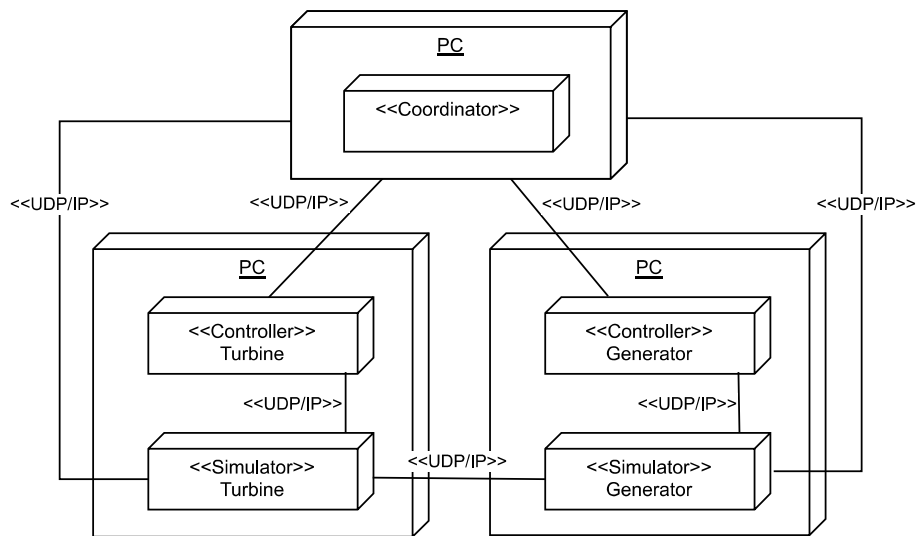 PC
<<Coordinator>>
<<UDP/IP>>
<<UDP/IP>>
<<UDP/IP>>
<<UDP/IP>>
PC
PC
<<Controller>>
Turbine
<<Controller>>
Generator
<<UDP/IP>>
<<UDP/IP>>
<<Simulator>>
Turbine
<<UDP/IP>>
<<Simulator>>
Generator